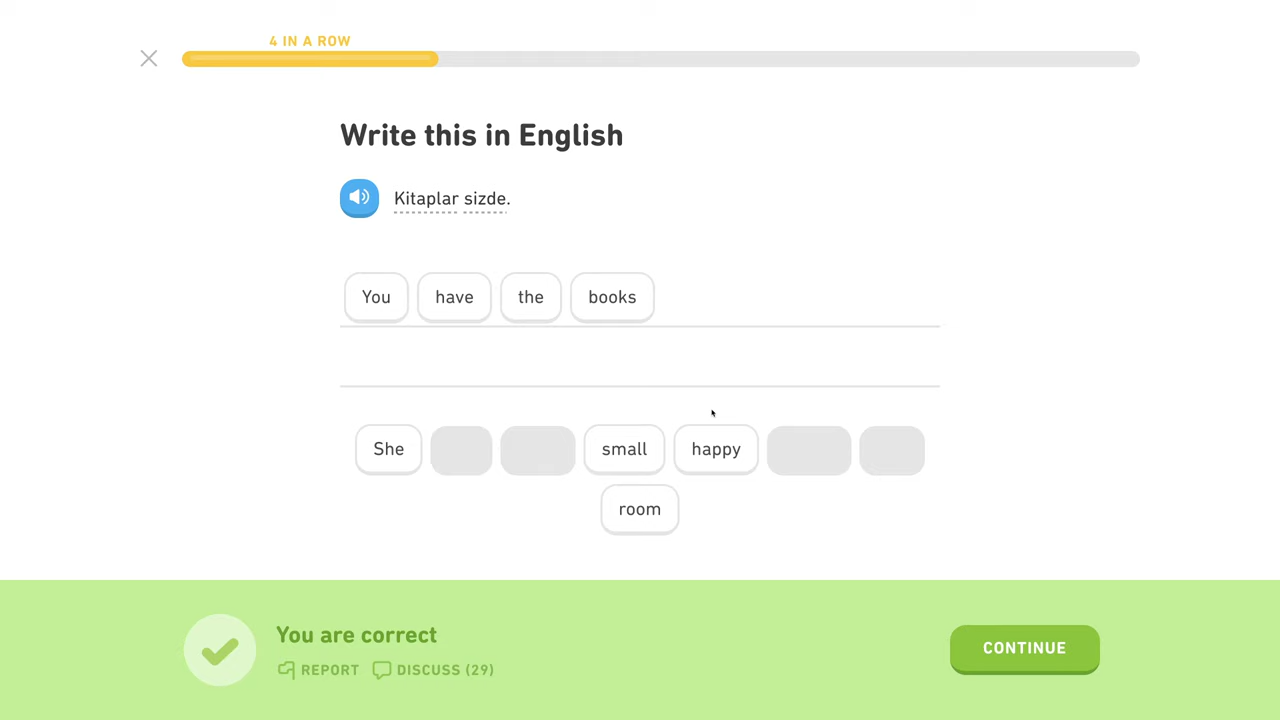 4 IN A ROW
Write this in English
Kitaplar sizde.
You have the books
She small happy
room
You are correct
REPORT DISCUSS (29)
CONTINUE